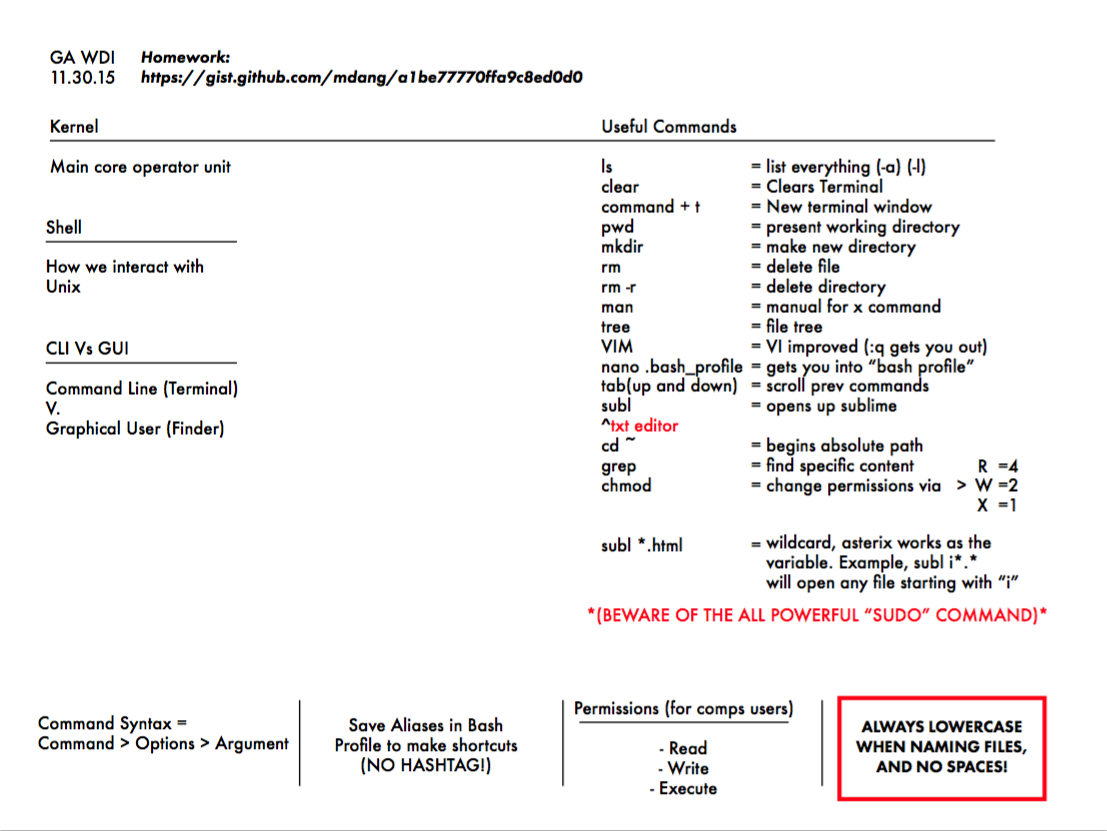 GA WDI Homework:
11.30.15 https://gist.github.com/mdang/a1be77770ffa9c8ed0d0
Kernel
Main core operator unit
Shell
How we interact with
Unix
CLI Vs GUI
Command Line (Terminal)
V.
Graphical User (Finder)
Useful Commands
ls = list everything (-a) (-l)
clear = Clears Terminal
command + t = New terminal window
pwd = present working directory
mkdir = make new directory
rm = delete file
rm -r = delete directory
man = manual for x command
tree = file tree
VIM = VI improved (:q gets you out)
nano .bash_profile = gets you into “bash profile”
tab(up and down) = scroll prev commands
subl = opens up sublime
^txt editor
cd ~ = begins absolute path
grep = find specific content R =4
chmod = change permissions via > W =2
X =1
subl *.html = wildcard, asterix works as the
variable. Example, subl i*.*
will open any file starting with “i”
*(BEWARE OF THE ALL POWERFUL “SUDO” COMMAND)*
Command Syntax =
Command > Options > Argument
Save Aliases in Bash
Profile to make shortcuts
(NO HASHTAG!)
Permissions (for comps users)
- Read
- Write
- Execute
ALWAYS LOWERCASE
WHEN NAMING FILES,
AND NO SPACES!